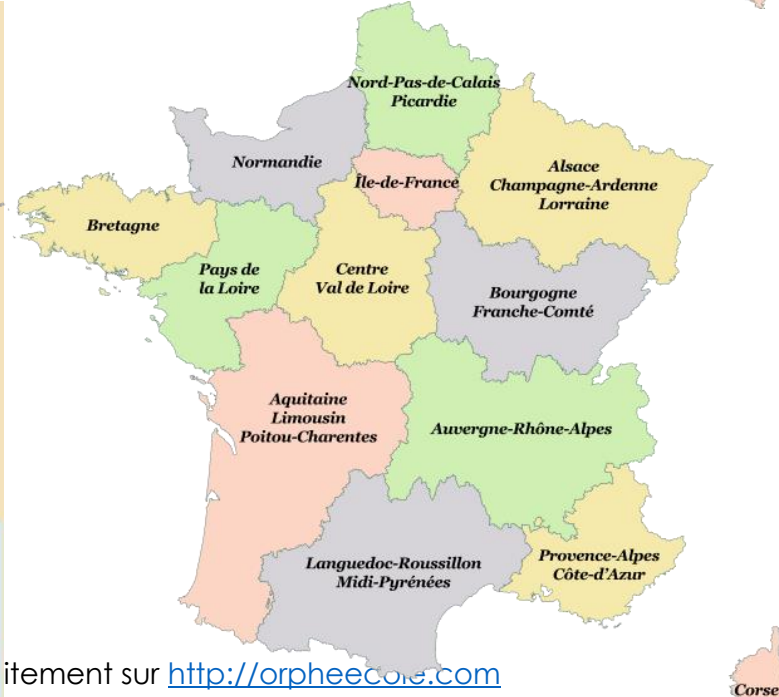 Nord-Pas-de-Calais
Picardie
Normandie
Île-de-France
Alsace
Champagne-Ardenne
Lorraine
Bretagne
Pays de
la Loire
Centre
Val de Loire
Bourgogne
Franche-Comté
Aquitaine
Limousin
Poitou-Charentes
Auvergne-Rhône-Alpes
Languedoc-Roussillon
Midi-Pyrénées
Provence-Alpes
Côte-d'Azur
itement sur http://orpheecole.com
Corse